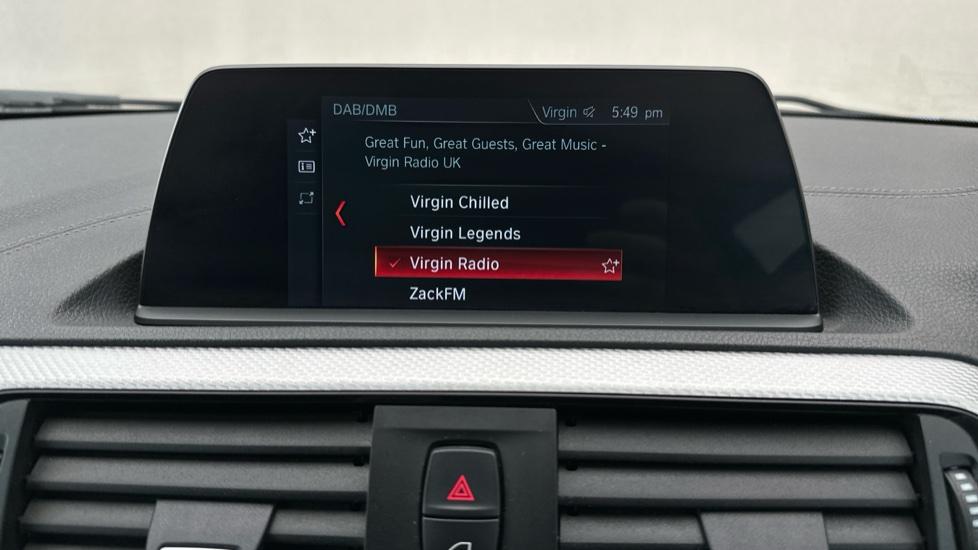 DAB/DMB Virgin 5:49 pm
Great Fun, Great Guests, Great Music -
Virgin Radio UK
Virgin Chilled
Virgin Legends
Virgin Radio
ZackFM